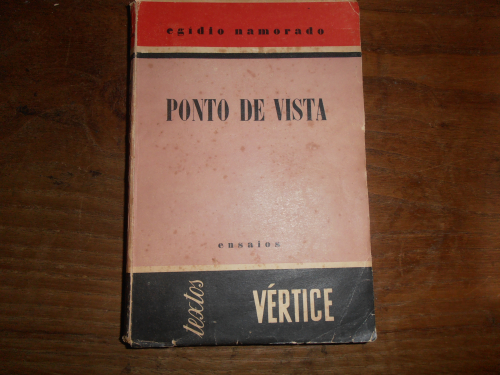 egídio namorado
PONTO DE VISTA
ensaios
textos
VÉRTICE